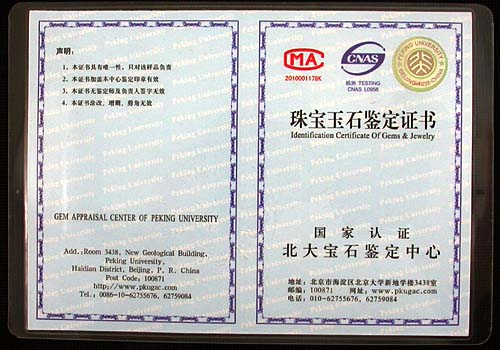 声明：
1．本证书具有唯一性，只对该样品负责
2．本证书加盖本中心鉴定印章有效
3．本证书无鉴定师及负责人签字无效
4．本证书涂改、增删、剪角无效
GEM APPRAISAL CENTER OF PEKING UNIVERSITY
Add.:Room 3438, New Geological Building,
Peking University,
Haidian District, Beijing, P. R. China
Post Code: 100871
http://www.pkugac.com
Tel.: 0086-10-62755676, 62759084
MA
2010001176K
CNAS
检测 TESTING
CNAS L0958
PEKING UNIVERSITY
珠宝玉石鉴定证书
Identification Certificate Of Gems & Jewelry
国家认证
北大宝石鉴定中心
地址：北京市海淀区北京大学新地学楼3438室
邮编：100871 网址：www.pkugac.com
电话：010-62755676, 62759084